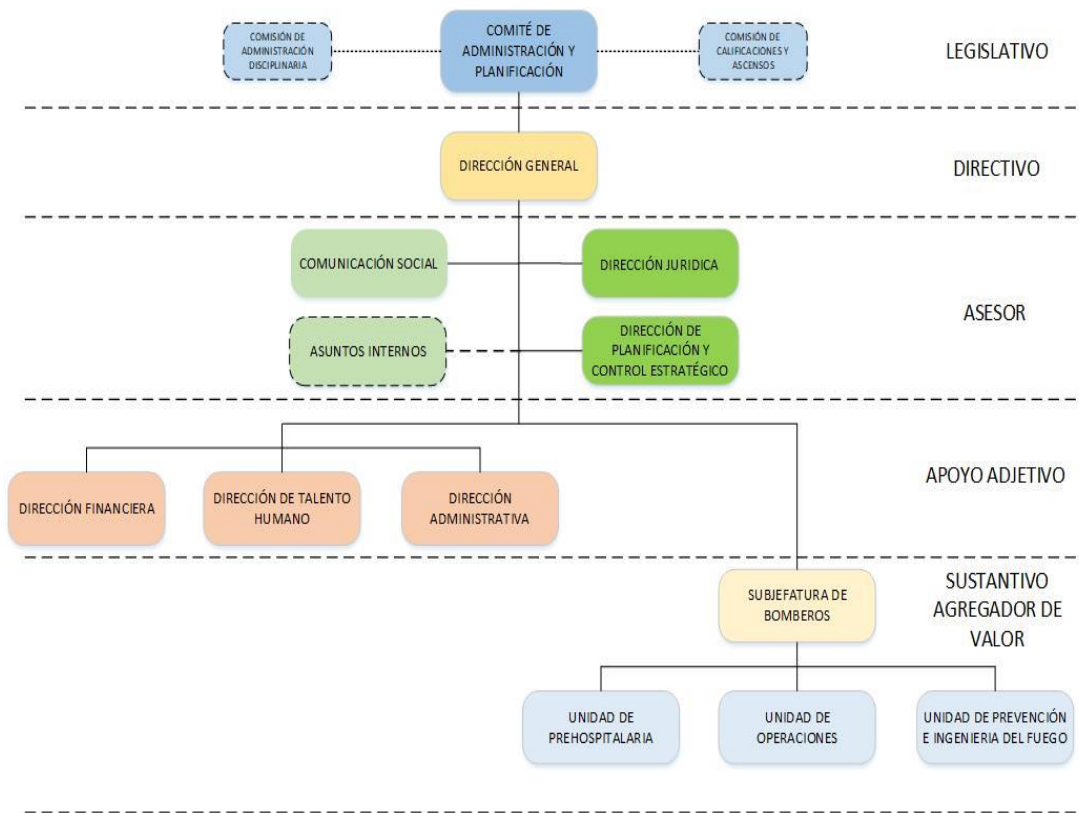 COMISIÓN DE
ADMINISTRACIÓN
DISCIPLINARIA
COMITÉ DE
ADMINISTRACIÓN Y
PLANIFICACIÓN
COMISIÓN DE
CALIFICACIONES Y
ASCENSOS
LEGISLATIVO
DIRECCIÓN GENERAL
DIRECTIVO
COMUNICACIÓN SOCIAL
DIRECCIÓN JURIDICA
ASUNTOS INTERNOS
DIRECCIÓN DE
PLANIFICACIÓN Y
CONTROL ESTRATÉGICO
ASESOR
DIRECCIÓN FINANCIERA
DIRECCIÓN DE TALENTO
HUMANO
DIRECCIÓN
ADMINISTRATIVA
APOYO ADJETIVO
SUBJEFATURA DE
BOMBEROS
SUSTANTIVO
AGREGADOR DE
VALOR
UNIDAD DE
PREHOSPITALARIA
UNIDAD DE
OPERACIONES
UNIDAD DE PREVENCIÓN
E INGENIERIA DEL FUEGO